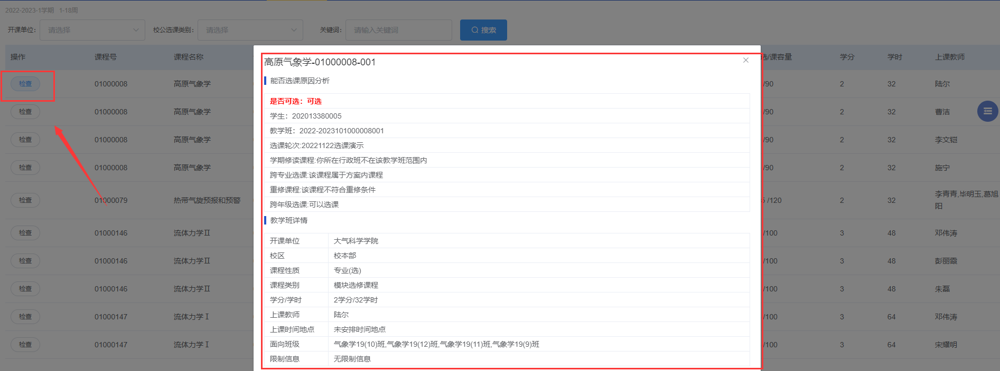 2022-2023-1学期 1-18周
开课单位: 请选择 校公选课类别: 请选择 关键词: 请输入关键词 搜索
操作 课程号 课程名称 选/课容量 学分 学时 上课教师
检查 01000008 高原气象学 /90 2 32 陆尔
检查 01000008 高原气象学 /90 2 32 曹洁
检查 01000008 高原气象学 /90 2 32 李文铠
检查 01000008 高原气象学 /90 2 32 施宁
检查 01000079 热带气旋预报和预警 /120 2 32 李青青,毕明玉,葛旭
阳
检查 01000146 流体力学Ⅱ /100 3 48 邓伟涛
检查 01000146 流体力学Ⅱ /100 3 48 彭丽霞
检查 01000146 流体力学Ⅱ /100 3 48 朱磊
检查 01000147 流体力学Ⅰ /100 3 64 邓伟涛
检查 01000147 流体力学Ⅰ /100 3 64 宋耀明
高原气象学-01000008-001
能否选课原因分析
是否可选：可选
学生：202013380005
教学班：2022-2023101000008001
选课轮次:20221122选课演示
学期修读课程:你所在行政班不在该教学班范围内
跨专业选课:该课程属于方案内课程
重修课程:该课程不符合重修条件
跨年级选课:可以选课
教学班详情
开课单位 大气科学学院
校区 校本部
课程性质 专业(选)
课程类别 模块选修课程
学分/学时 2学分/32学时
上课教师 陆尔
上课时间地点 未安排时间地点
面向班级 气象学19(10)班,气象学19(12)班,气象学19(11)班,气象学19(9)班
限制信息 无限制信息